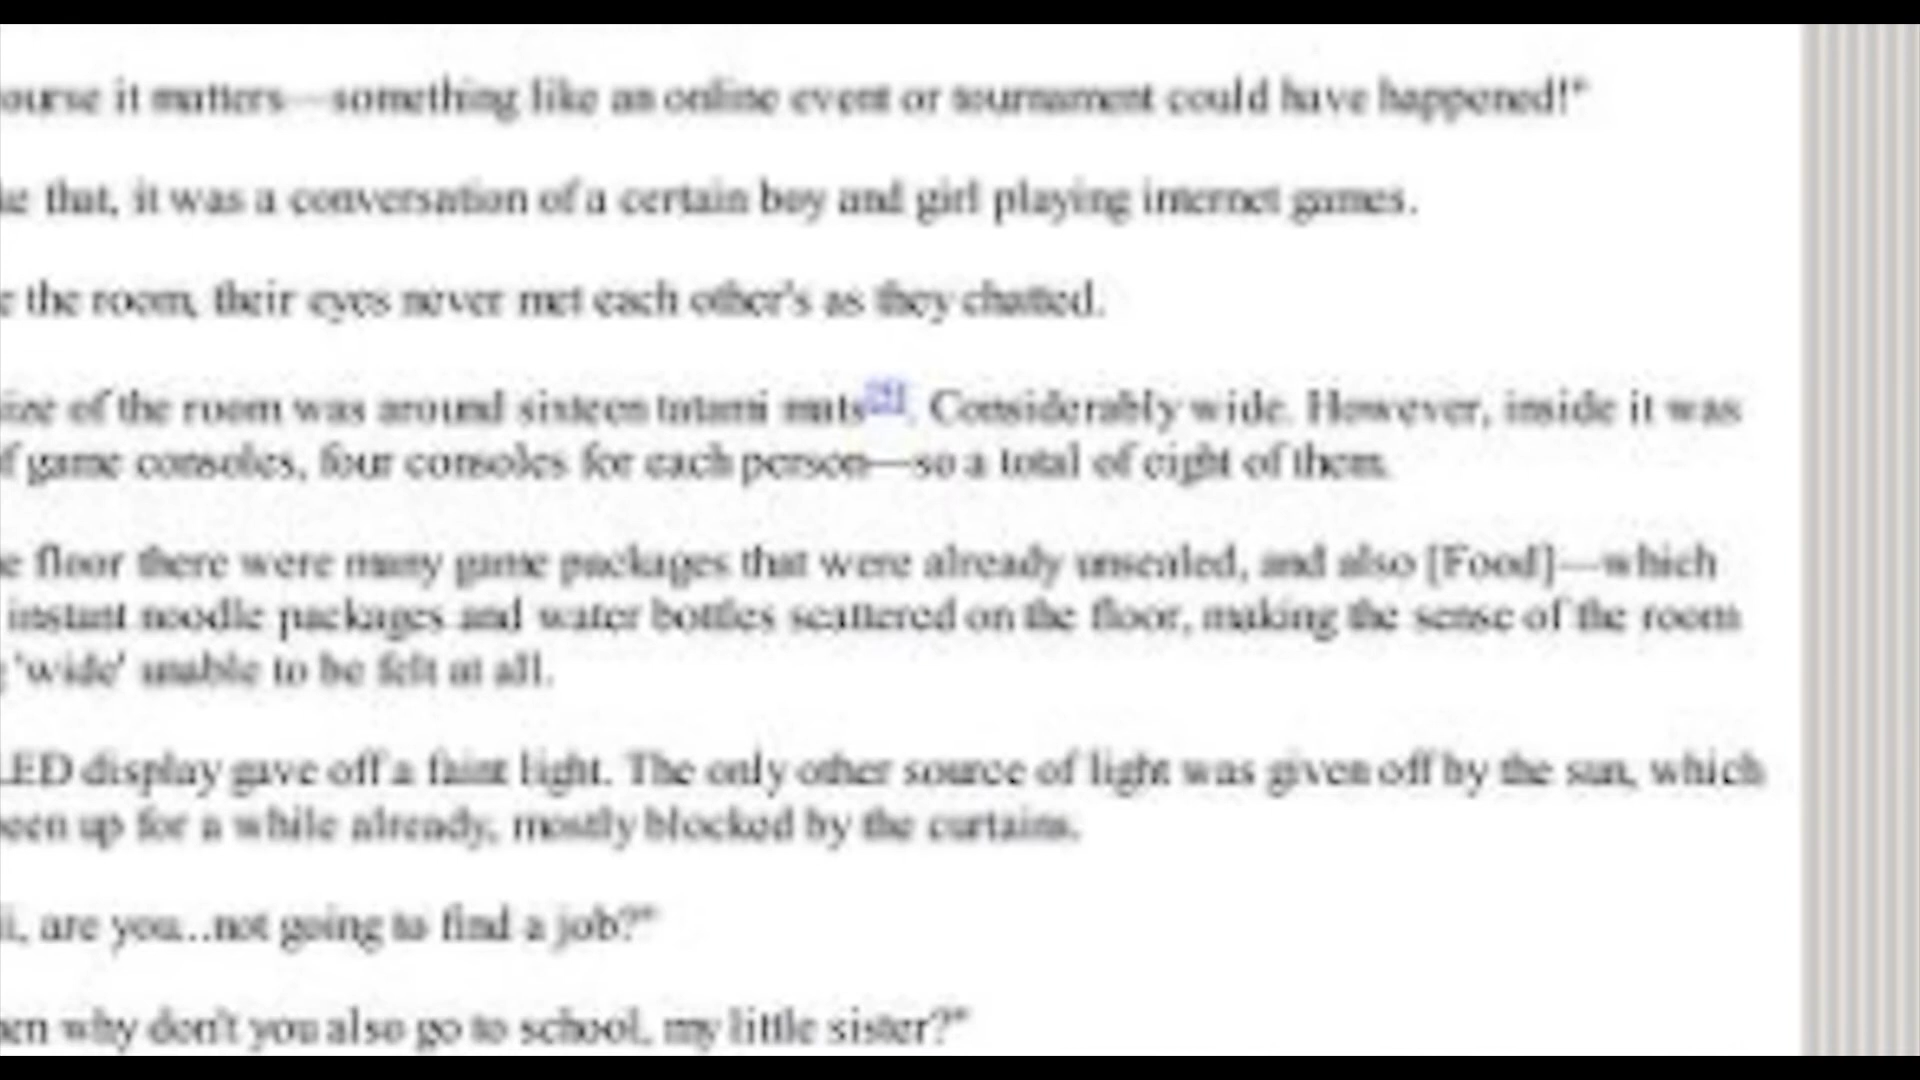 ourse it matters—something like an online event or tournament could have happened!"
ke that, it was a conversation of a certain boy and girl playing internet games.
e the room, their eyes never met each other's as they chatted.
ize of the room was around sixteen tatami mats. Considerably wide. However, inside it was
f game consoles, four consoles for each person—so a total of eight of them.
e floor there were many game packages that were already unsealed, and also [Food]—which
instant noodle packages and water bottles scattered on the floor, making the sense of the room
'wide' unable to be felt at all.
LED display gave off a faint light. The only other source of light was given off by the sun, which
been up for a while already, mostly blocked by the curtains.
i, are you...not going to find a job?"
en why don't you also go to school, my little sister?"